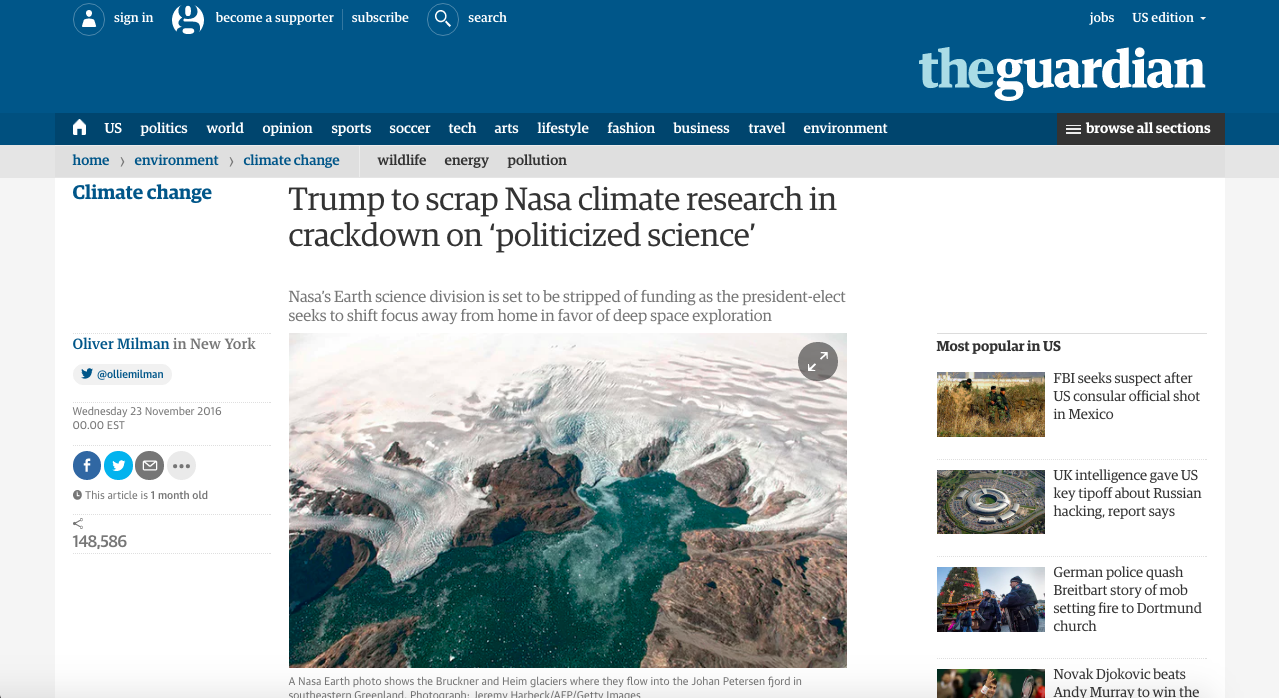 sign in
become a supporter
subscribe
search
jobs
US edition
theguardian
US politics world opinion sports soccer tech arts lifestyle fashion business travel environment
browse all sections
home › environment › climate change
wildlife energy pollution
Climate change
Trump to scrap Nasa climate research in
crackdown on ‘politicized science’
Nasa’s Earth science division is set to be stripped of funding as the president-elect
seeks to shift focus away from home in favor of deep space exploration
Oliver Milman in New York
@olliemilman
Wednesday 23 November 2016
00.00 EST
This article is 1 month old
148,586
A Nasa Earth photo shows the Bruckner and Heim glaciers where they flow into the Johan Petersen fjord in
southeastern Greenland. Photograph: Jeremy Harbeck/AFP/Getty Images
Most popular in US
FBI seeks suspect after
US consular official shot
in Mexico
UK intelligence gave US
key tipoff about Russian
hacking, report says
German police quash
Breitbart story of mob
setting fire to Dortmund
church
Novak Djokovic beats
Andy Murray to win the